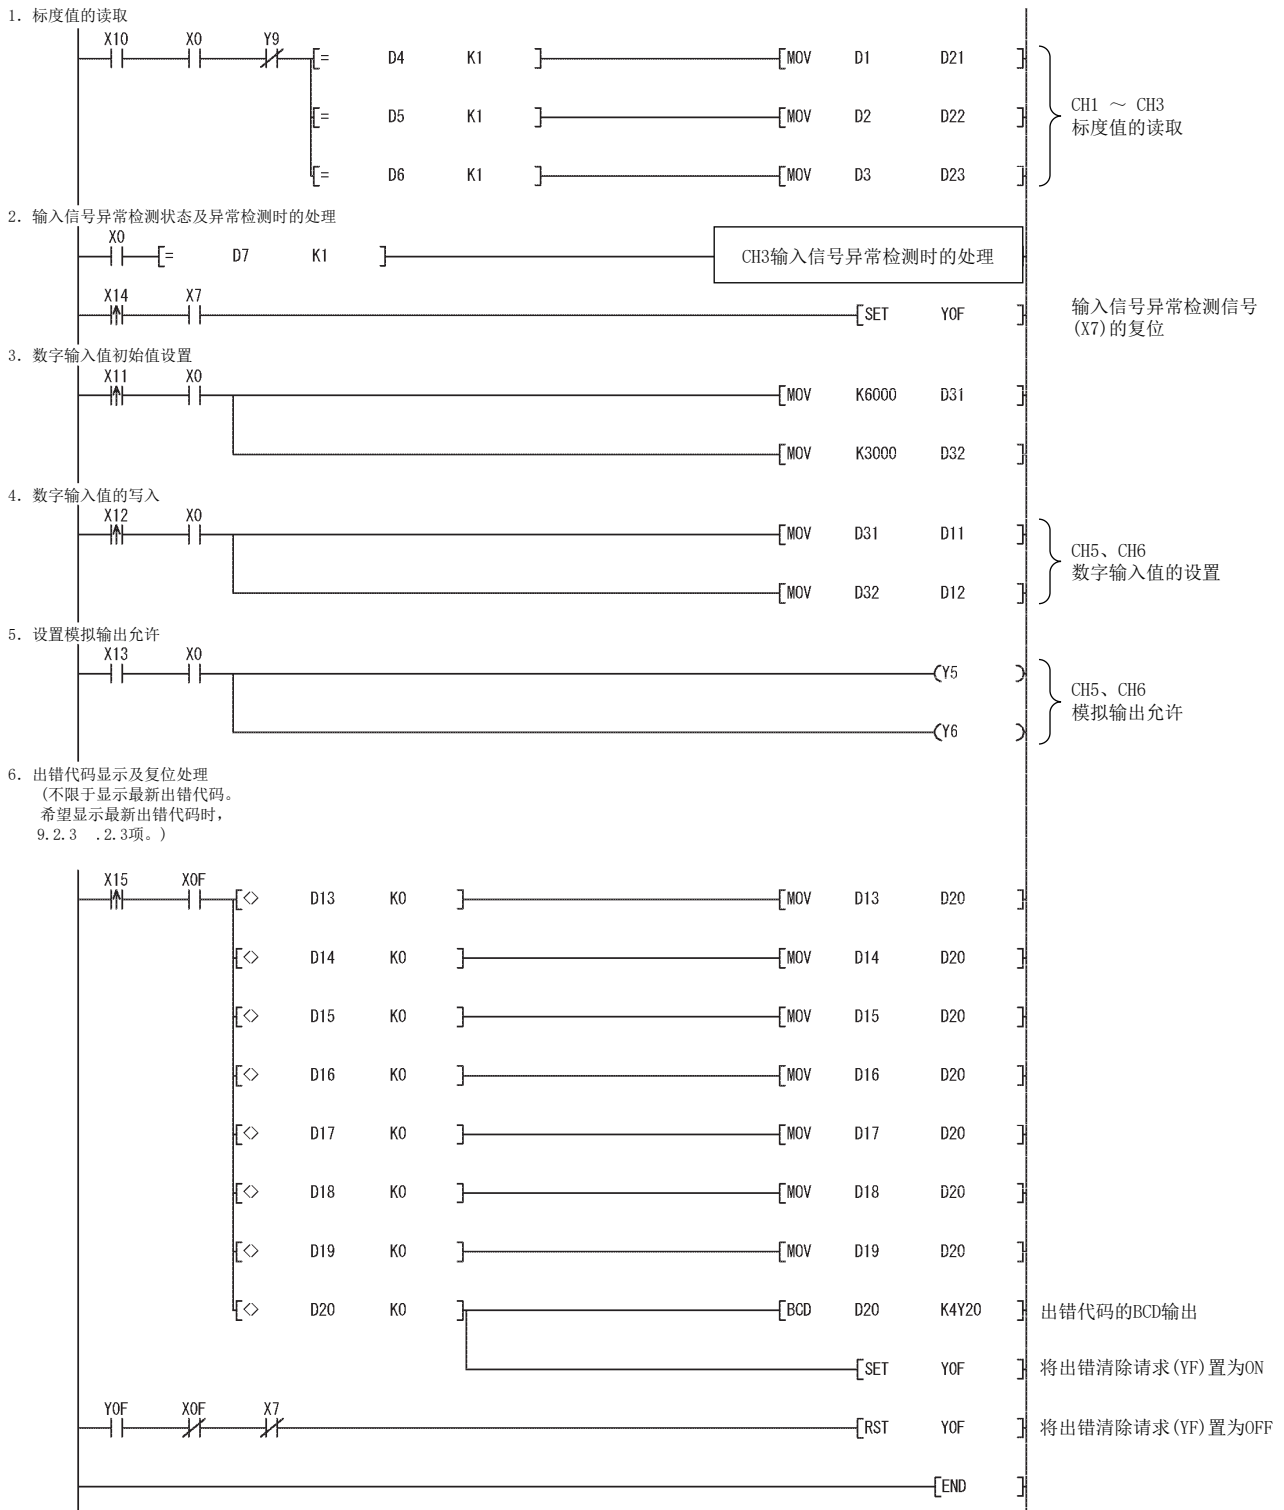 1. 标度值的读取
X10 X0 Y9
[= D4 K1 ] [MOV D1 D21 ]
CH1 ～ CH3
标度值的读取
[= D5 K1 ] [MOV D2 D22 ]
[= D6 K1 ] [MOV D3 D23 ]
2. 输入信号异常检测状态及异常检测时的处理
X0
[= D7 K1 ] CH3输入信号异常检测时的处理
X14 X7
[SET Y0F ]
输入信号异常检测信号
(X7)的复位
3. 数字输入值初始值设置
X11 X0
[MOV K6000 D31 ]
[MOV K3000 D32 ]
4. 数字输入值的写入
X12 X0
[MOV D31 D11 ]
CH5、CH6
数字输入值的设置
[MOV D32 D12 ]
5. 设置模拟输出允许
X13 X0
(Y5 )
CH5、CH6
模拟输出允许
(Y6 )
6. 出错代码显示及复位处理
(不限于显示最新出错代码。
希望显示最新出错代码时，
9.2.3 .2.3项。)
X15 X0F
[<> D13 K0 ] [MOV D13 D20 ]
[<> D14 K0 ] [MOV D14 D20 ]
[<> D15 K0 ] [MOV D15 D20 ]
[<> D16 K0 ] [MOV D16 D20 ]
[<> D17 K0 ] [MOV D17 D20 ]
[<> D18 K0 ] [MOV D18 D20 ]
[<> D19 K0 ] [MOV D19 D20 ]
[<> D20 K0 ] [BCD D20 K4Y20 ] 出错代码的BCD输出
[SET Y0F ] 将出错清除请求(YF)置为ON
Y0F X0F X7
[RST Y0F ] 将出错清除请求(YF)置为OFF
[END ]